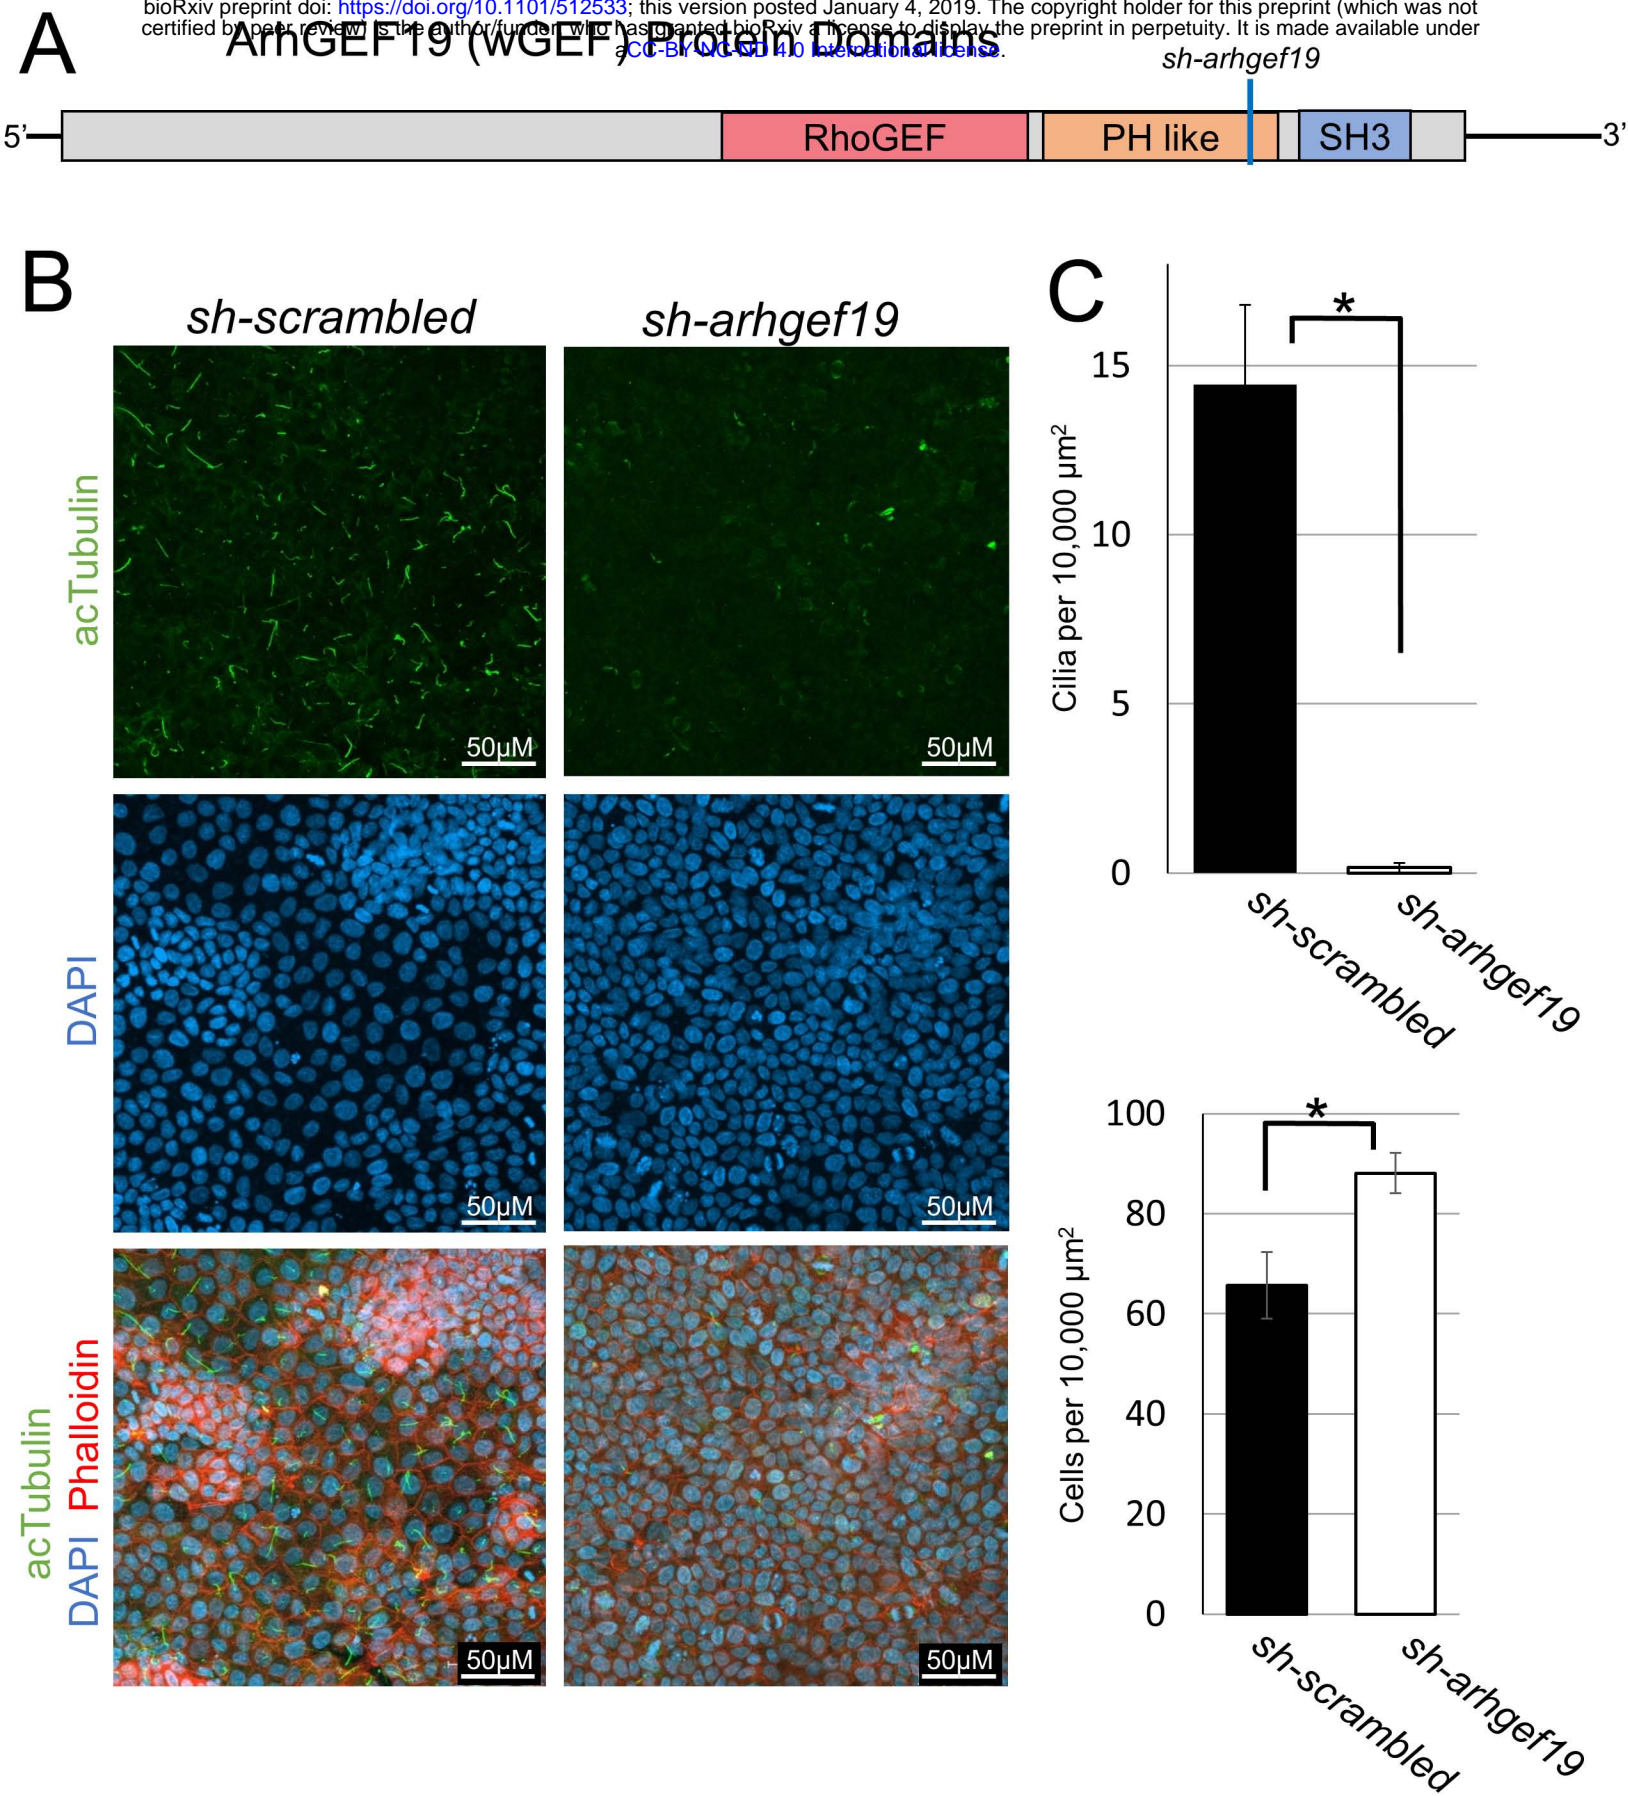 bioRxiv preprint doi: https://doi.org/10.1101/512533; this version posted January 4, 2019. The copyright holder for this preprint (which was not
certified by peer review) is the author/funder, who has granted bioRxiv a license to display the preprint in perpetuity. It is made available under
aCC-BY-NC-ND 4.0 International license.
A
ArhGEF19 (wGEF) Protein Domains
sh-arhgef19
5’
RhoGEF
PH like
SH3
3’
B
sh-scrambled
sh-arhgef19
acTubulin
50µM
50µM
DAPI
50µM
50µM
acTubulin
DAPI Phalloidin
50µM
50µM
C
*
Cilia per 10,000 µm²
15
10
5
0
sh-scrambled
sh-arhgef19
*
Cells per 10,000 µm²
100
80
60
40
20
0
sh-scrambled
sh-arhgef19